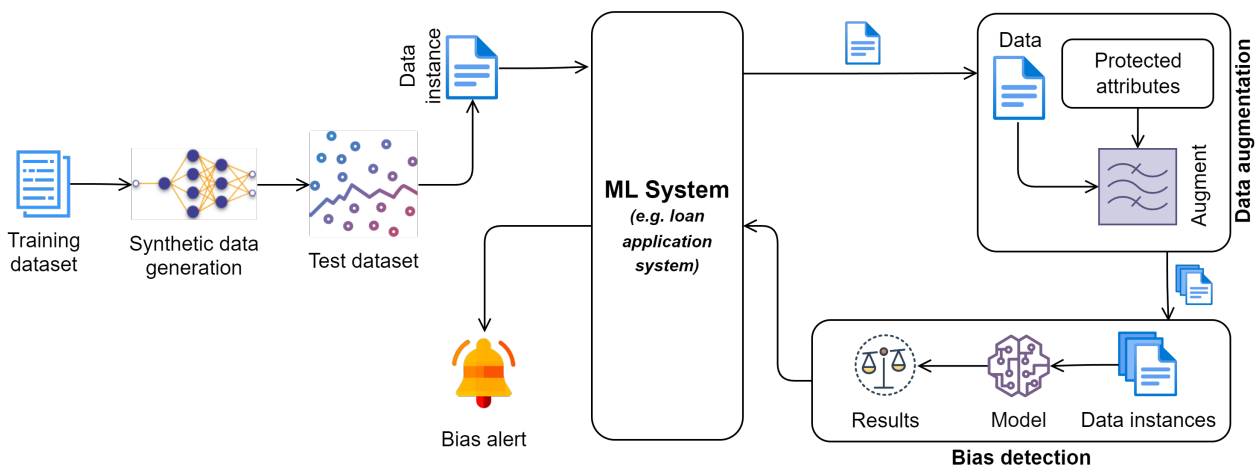 Training
dataset
Synthetic data
generation
Test dataset
Data
instance
ML System
(e.g. loan
application
system)
Bias alert
Data
Protected
attributes
Augment
Data augmentation
Results
Model
Data instances
Bias detection